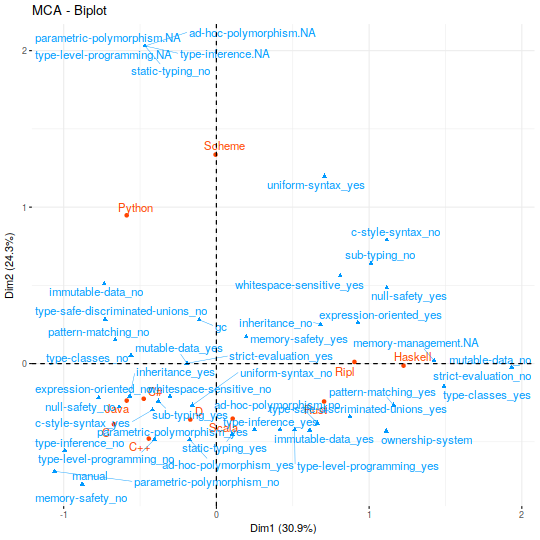 MCA - Biplot
parametric-polymorphism.NA
ad-hoc-polymorphism.NA
type-level-programming.NA
type-inference.NA
static-typing_no
Scheme
uniform-syntax_yes
Python
c-style-syntax_no
sub-typing_no
whitespace-sensitive_yes
immutable-data_no
null-safety_yes
type-safe-discriminated-unions_no
gc
inheritance_no
expression-oriented_yes
pattern-matching_no
memory-safety_yes
memory-management.NA
mutable-data_yes
type-classes_no
strict-evaluation_yes
Haskell
mutable-data_no
inheritance_yes
uniform-syntax_no
Ripl
strict-evaluation_no
expression-oriented_no
whitespace-sensitive_no
C#
pattern-matching_yes
type-classes_yes
null-safety_no
Java
sub-typing_yes
D
ad-hoc-polymorphism_no
type-safe-discriminated-unions_yes
c-style-syntax_yes
C
parametric-polymorphism_yes
Scala
type-inference_yes
type-inference_no
C++
static-typing_yes
immutable-data_yes
ownership-system
type-level-programming_no
ad-hoc-polymorphism_yes
type-level-programming_yes
manual
parametric-polymorphism_no
memory-safety_no
2
1
0
-1
0
1
2
Dim1 (30.9%)
Dim2 (24.3%)